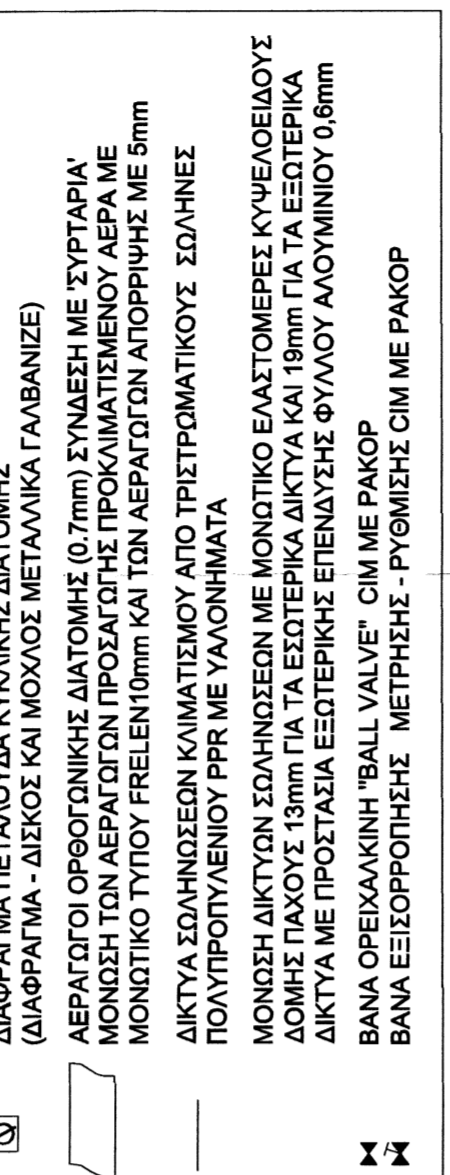 ΔΙΑΦΡΑΓΜΑ ΠΕΤΑΛΟΥΔΑ ΚΥΚΛΙΚΗΣ ΔΙΑΤΟΜΗΣ
(ΔΙΑΦΡΑΓΜΑ - ΔΙΣΚΟΣ ΚΑΙ ΜΟΧΛΟΣ ΜΕΤΑΛΛΙΚΑ ΓΑΛΒΑΝΙΖΕ)
ΑΕΡΑΓΩΓΟΙ ΟΡΘΟΓΩΝΙΚΗΣ ΔΙΑΤΟΜΗΣ (0.7mm) ΣΥΝΔΕΣΗ ΜΕ 'ΣΥΡΤΑΡΙΑ'
ΜΟΝΩΣΗ ΤΩΝ ΑΕΡΑΓΩΓΩΝ ΠΡΟΣΑΓΩΓΗΣ ΠΡΟΚΛΙΜΑΤΙΣΜΕΝΟΥ ΑΕΡΑ ΜΕ
ΜΟΝΩΤΙΚΟ ΤΥΠΟΥ FRELEN10mm ΚΑΙ ΤΩΝ ΑΕΡΑΓΩΓΩΝ ΑΠΟΡΡΙΨΗΣ ΜΕ 5mm
ΔΙΚΤΥΑ ΣΩΛΗΝΩΣΕΩΝ ΚΛΙΜΑΤΙΣΜΟΥ ΑΠΟ ΤΡΙΣΤΡΩΜΑΤΙΚΟΥΣ ΣΩΛΗΝΕΣ
ΠΟΛΥΠΡΟΠΥΛΕΝΙΟΥ PPR ΜΕ ΥΑΛΟΝΗΜΑΤΑ
ΜΟΝΩΣΗ ΔΙΚΤΥΩΝ ΣΩΛΗΝΩΣΕΩΝ ΜΕ ΜΟΝΩΤΙΚΟ ΕΛΑΣΤΟΜΕΡΕΣ ΚΥΨΕΛΟΕΙΔΟΥΣ
ΔΟΜΗΣ ΠΑΧΟΥΣ 13mm ΓΙΑ ΤΑ ΕΣΩΤΕΡΙΚΑ ΔΙΚΤΥΑ ΚΑΙ 19mm ΓΙΑ ΤΑ ΕΞΩΤΕΡΙΚΑ
ΔΙΚΤΥΑ ΜΕ ΠΡΟΣΤΑΣΙΑ ΕΞΩΤΕΡΙΚΗΣ ΕΠΕΝΔΥΣΗΣ ΦΥΛΛΟΥ ΑΛΟΥΜΙΝΙΟΥ 0,6mm
ΒΑΝΑ ΟΡΕΙΧΑΛΚΙΝΗ "BALL VALVE" CIM ΜΕ ΡΑΚΟΡ
ΒΑΝΑ ΕΞΙΣΟΡΡΟΠΗΣΗΣ ΜΕΤΡΗΣΗΣ - ΡΥΘΜΙΣΗΣ CIM ΜΕ ΡΑΚΟΡ